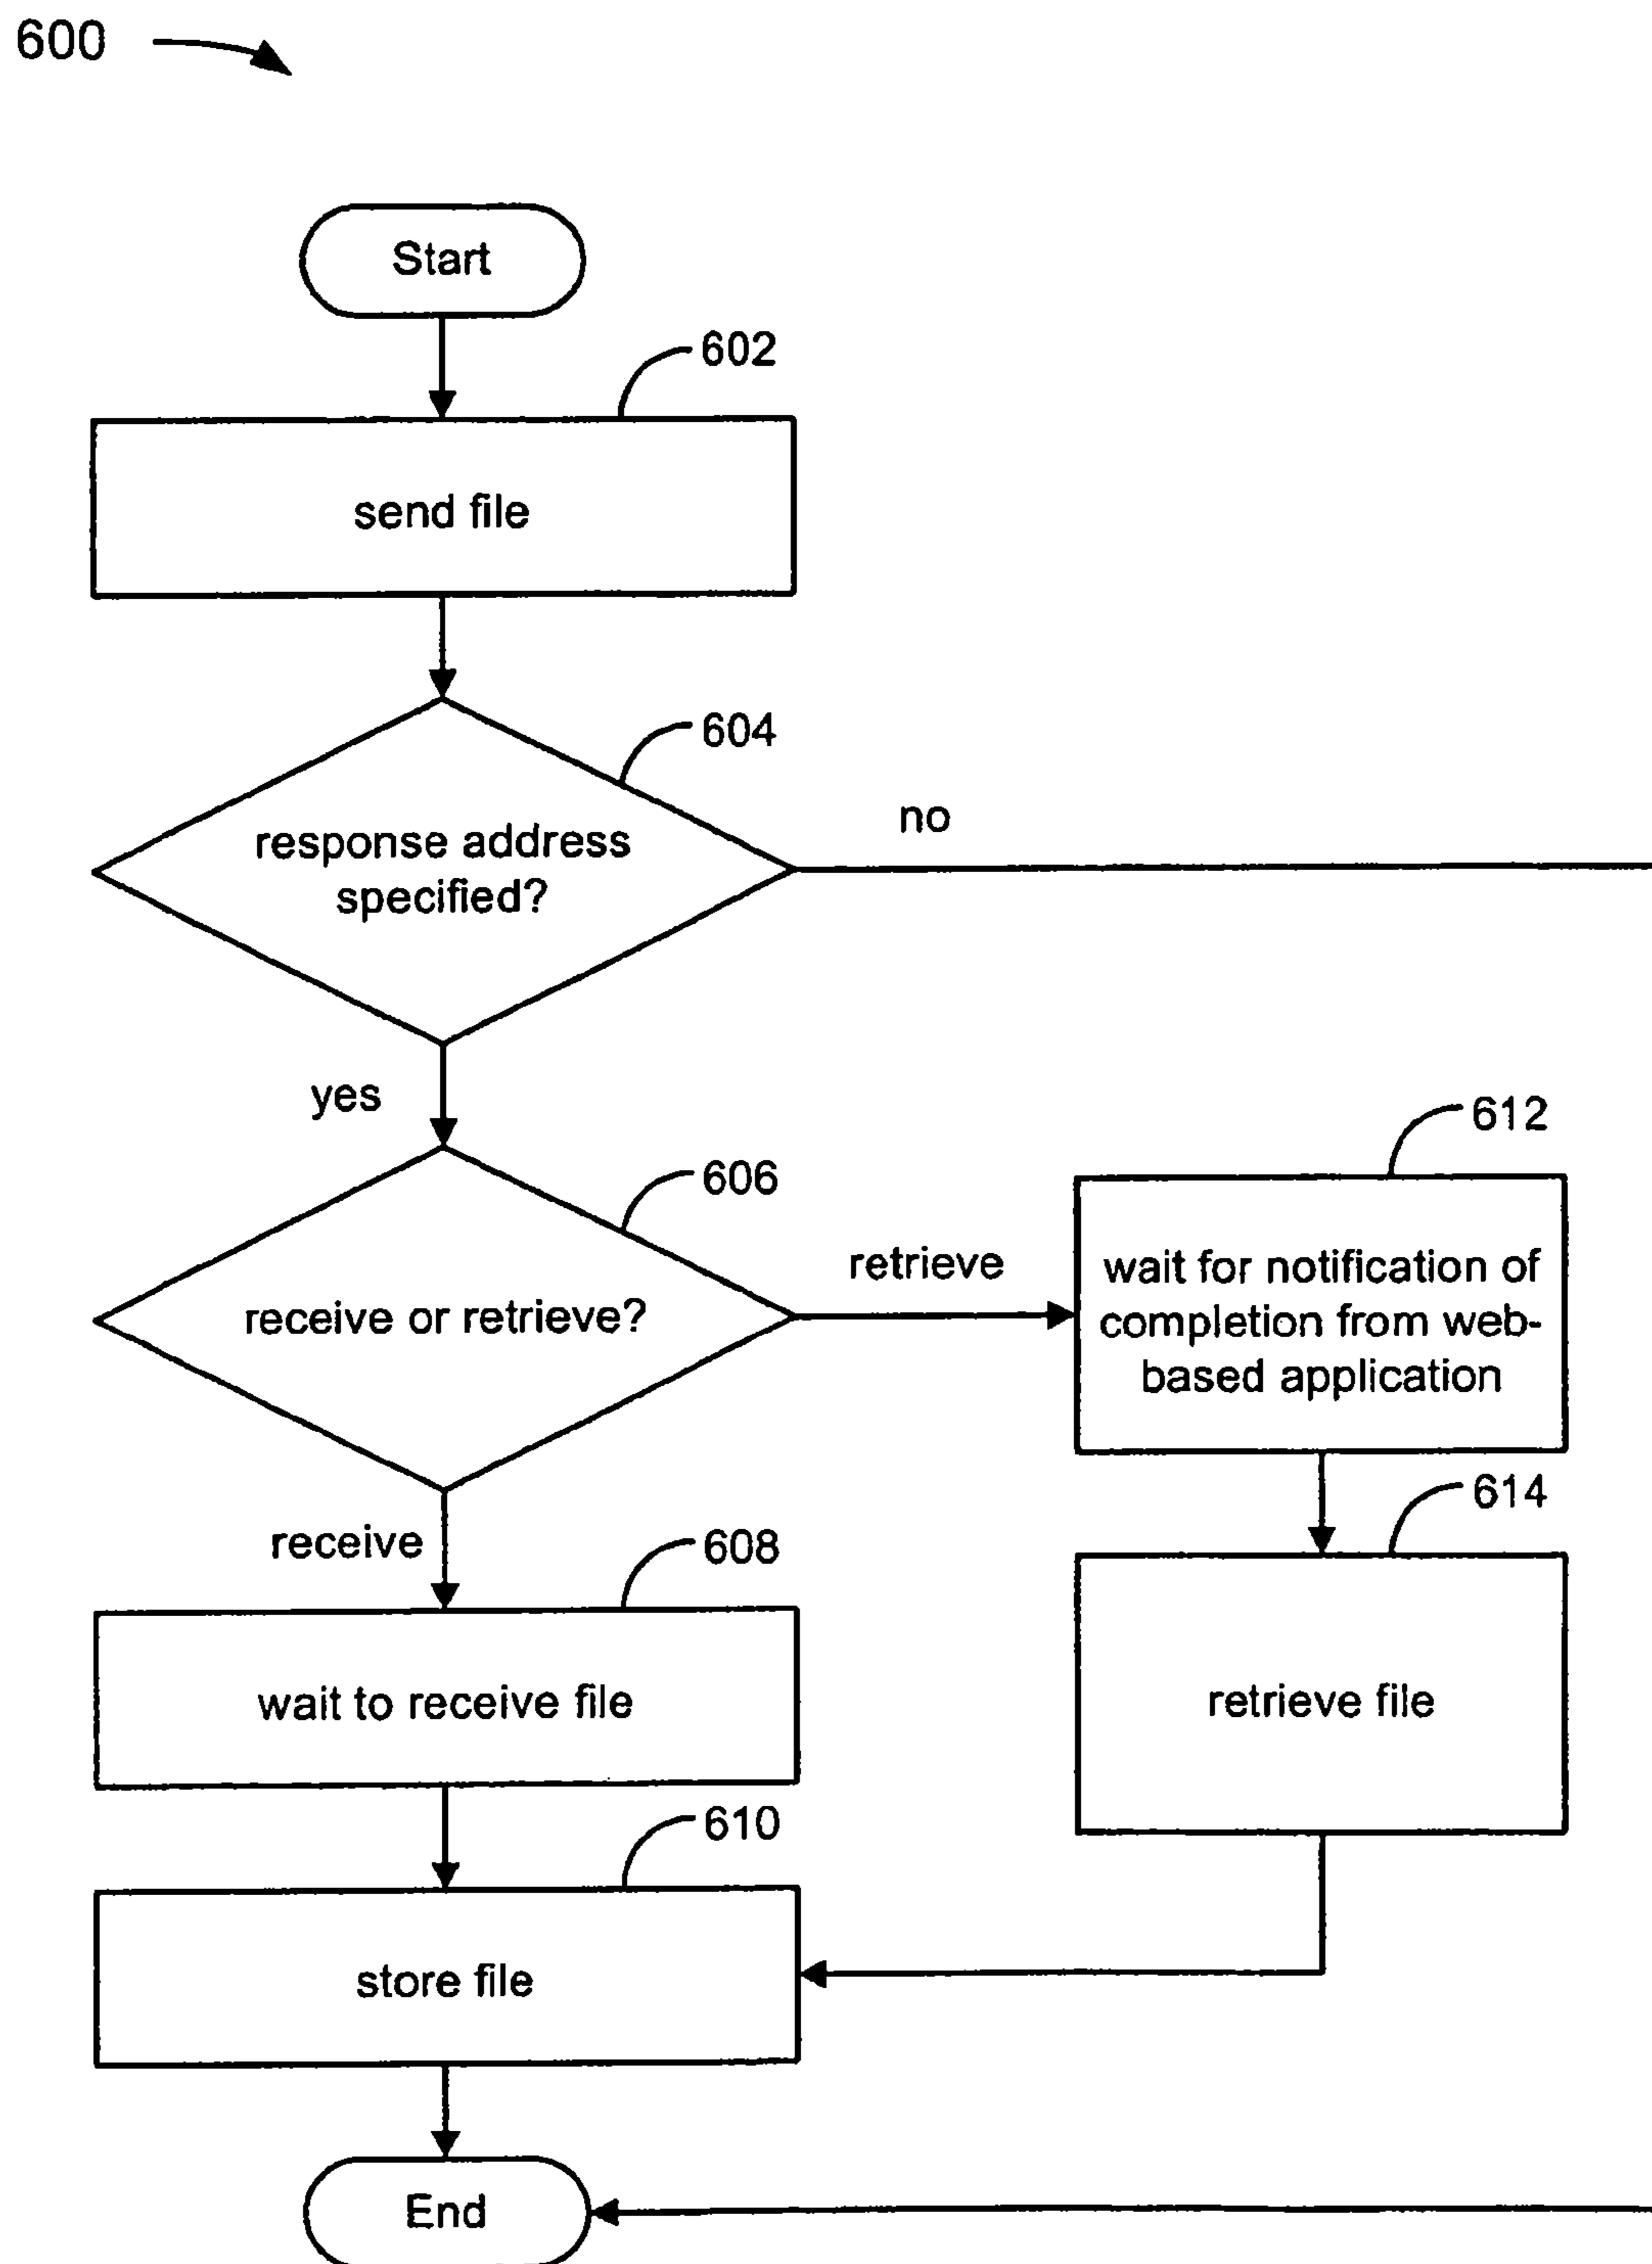 600
Start
602
send file
604
response address
specified?
no
yes
606
receive or retrieve?
retrieve
612
wait for notification of
completion from web-
based application
receive
608
wait to receive file
614
retrieve file
610
store file
End